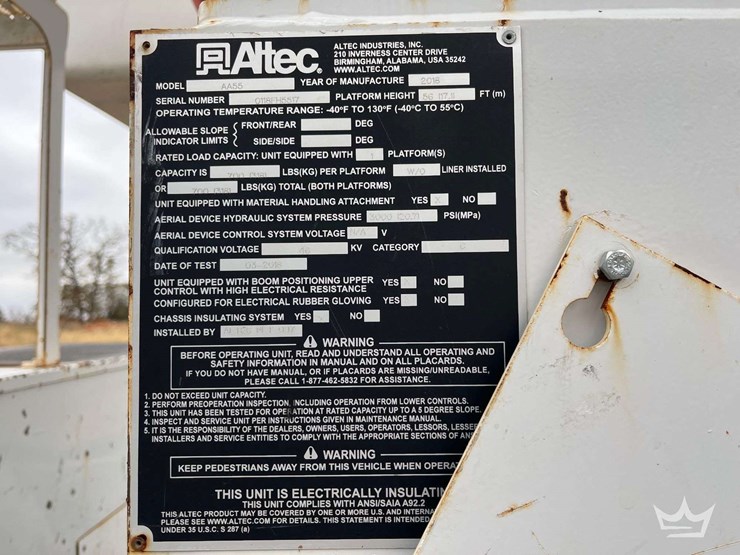 Altec.
ALTEC INDUSTRIES, INC.
210 INVERNESS CENTER DRIVE
BIRMINGHAM, ALABAMA, USA 35242
WWW.ALTEC.COM
MODEL AA55 YEAR OF MANUFACTURE 2018
SERIAL NUMBER PLATFORM HEIGHT FT (m)
OPERATING TEMPERATURE RANGE: -40°F TO 130°F (-40°C TO 55°C)
ALLOWABLE SLOPE INDICATOR LIMITS { FRONT/REAR DEG
SIDE/SIDE DEG
RATED LOAD CAPACITY: UNIT EQUIPPED WITH 1 PLATFORM(S)
CAPACITY IS 700 LBS(KG) PER PLATFORM W/O LINER INSTALLED
OR 700 LBS(KG) TOTAL (BOTH PLATFORMS)
UNIT EQUIPPED WITH MATERIAL HANDLING ATTACHMENT YES X NO
AERIAL DEVICE HYDRAULIC SYSTEM PRESSURE 3000 PSI(MPa)
AERIAL DEVICE CONTROL SYSTEM VOLTAGE N/A V
QUALIFICATION VOLTAGE 46 KV CATEGORY C
DATE OF TEST 03-2018
UNIT EQUIPPED WITH BOOM POSITIONING UPPER
CONTROL WITH HIGH ELECTRICAL RESISTANCE YES NO
CONFIGURED FOR ELECTRICAL RUBBER GLOVING YES NO
CHASSIS INSULATING SYSTEM YES NO
INSTALLED BY
WARNING
BEFORE OPERATING UNIT, READ AND UNDERSTAND ALL OPERATING AND
SAFETY INFORMATION IN MANUAL AND ON ALL PLACARDS.
IF YOU DO NOT HAVE MANUAL, OR IF PLACARDS ARE MISSING/UNREADABLE,
PLEASE CALL 1-877-462-5832 FOR ASSISTANCE.
1. DO NOT EXCEED UNIT CAPACITY.
2. PERFORM PREOPERATION INSPECTION, INCLUDING OPERATION FROM LOWER CONTROLS.
3. THIS UNIT HAS BEEN TESTED FOR OPERATION AT RATED CAPACITY UP TO A 5 DEGREE SLOPE.
4. INSPECT AND SERVICE UNIT PER INSTRUCTIONS GIVEN IN MAINTENANCE MANUAL.
5. IT IS THE RESPONSIBILITY OF THE DEALERS, OWNERS, USERS, OPERATORS, LESSORS, LESSEE
INSTALLERS AND SERVICE ENTITIES TO COMPLY WITH THE APPROPRIATE SECTIONS OF ANS
WARNING
KEEP PEDESTRIANS AWAY FROM THIS VEHICLE WHEN OPERAT
THIS UNIT IS ELECTRICALLY INSULATIN
THIS UNIT COMPLIES WITH ANSI/SAIA A92.2
THIS ALTEC PRODUCT MAY BE COVERED BY ONE OR MORE U.S. AND INTERNA
PLEASE SEE WWW.ALTEC.COM FOR DETAILS. THIS STATEMENT IS INTENDED
UNDER 35 U.S.C. S 287 (a)